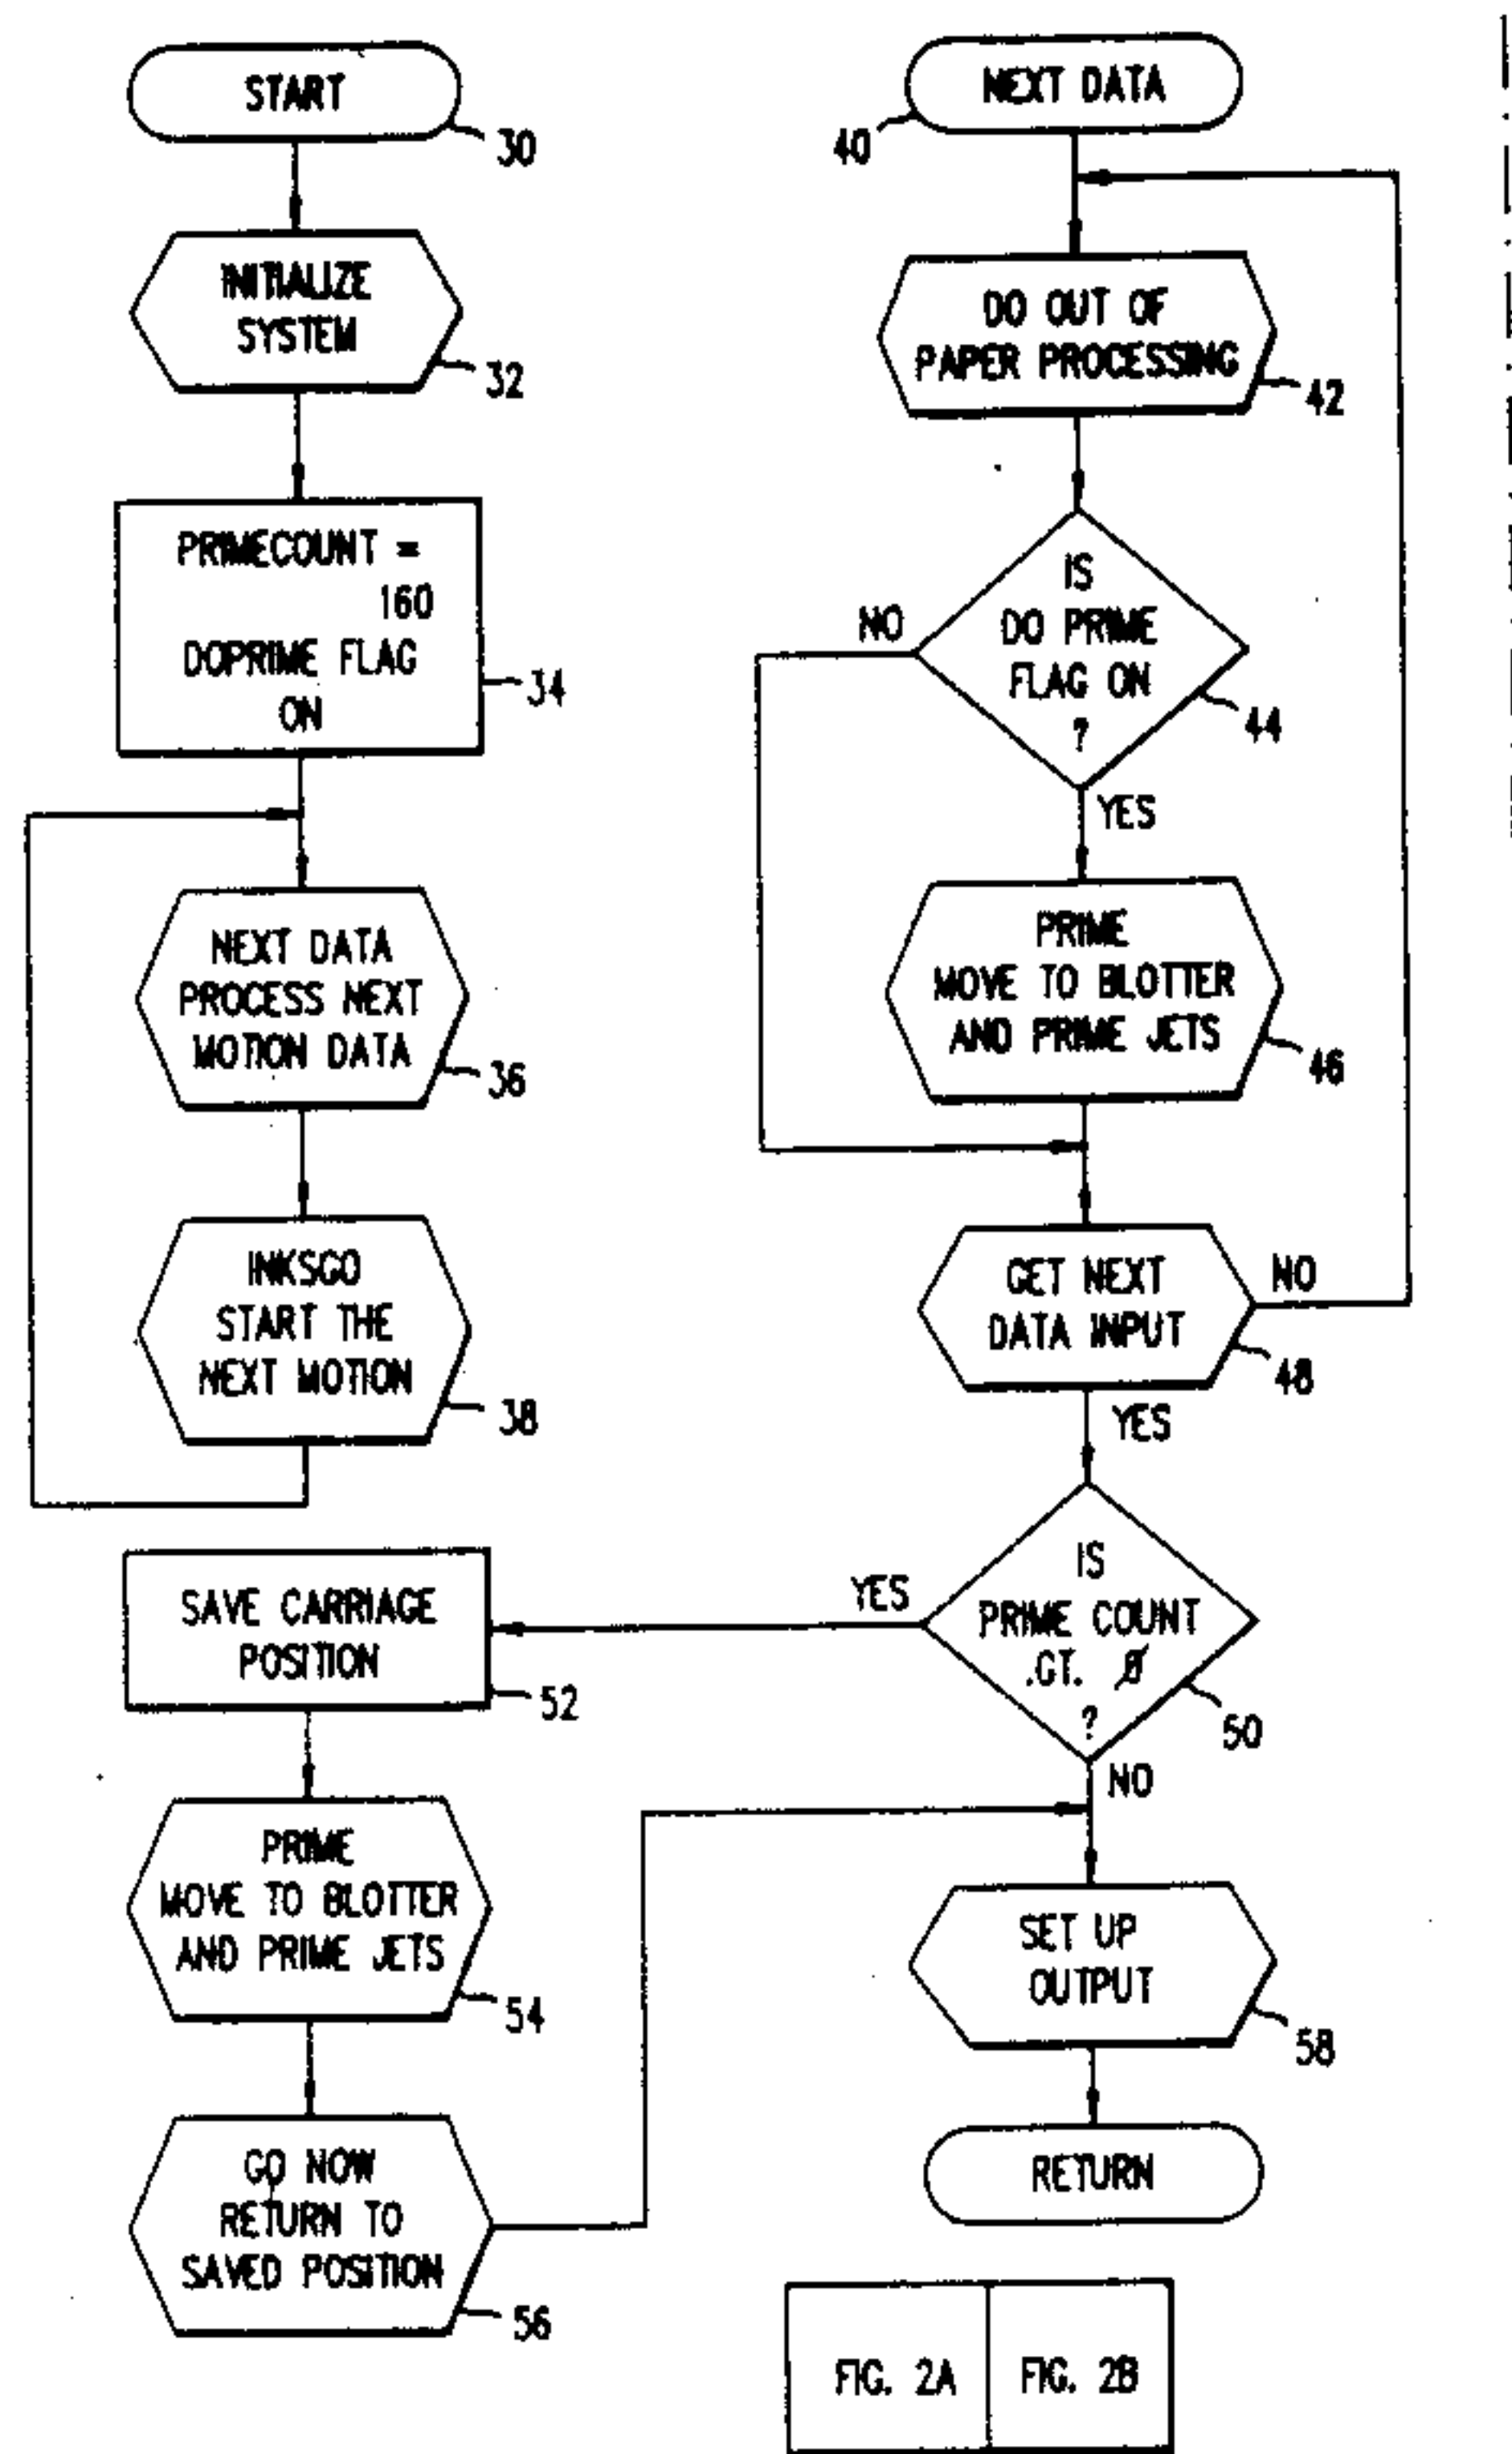 START
30
INITIALIZE
SYSTEM
32
PRIMECOUNT =
160
DOPRIME FLAG
ON
34
NEXT DATA
PROCESS NEXT
MOTION DATA
36
INKSGO
START THE
NEXT MOTION
38
NEXT DATA
40
DO OUT OF
PAPER PROCESSING
42
IS
DO PRIME
FLAG ON
?
44
NO
YES
PRIME
MOVE TO BLOTTER
AND PRIME JETS
46
GET NEXT
DATA INPUT
48
NO
YES
IS
PRIME COUNT
.GT. 0
?
50
YES
NO
SAVE CARRIAGE
POSITION
52
PRIME
MOVE TO BLOTTER
AND PRIME JETS
54
GO NOW
RETURN TO
SAVED POSITION
56
SET UP
OUTPUT
58
RETURN
FIG. 2A
FIG. 2B